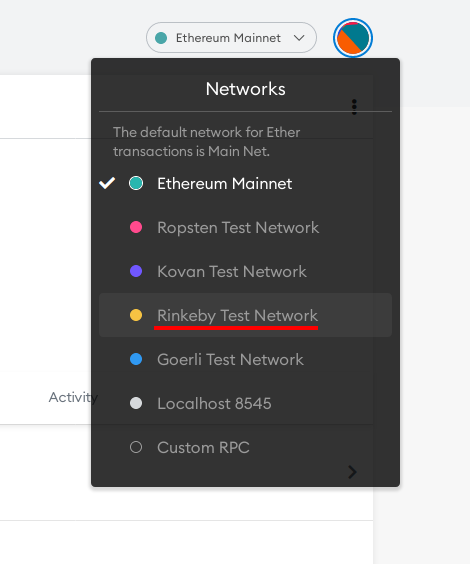 Ethereum Mainnet
Networks
The default network for Ether
transactions is Main Net.
Ethereum Mainnet
Ropsten Test Network
Kovan Test Network
Rinkeby Test Network
Goerli Test Network
Activity
Localhost 8545
Custom RPC